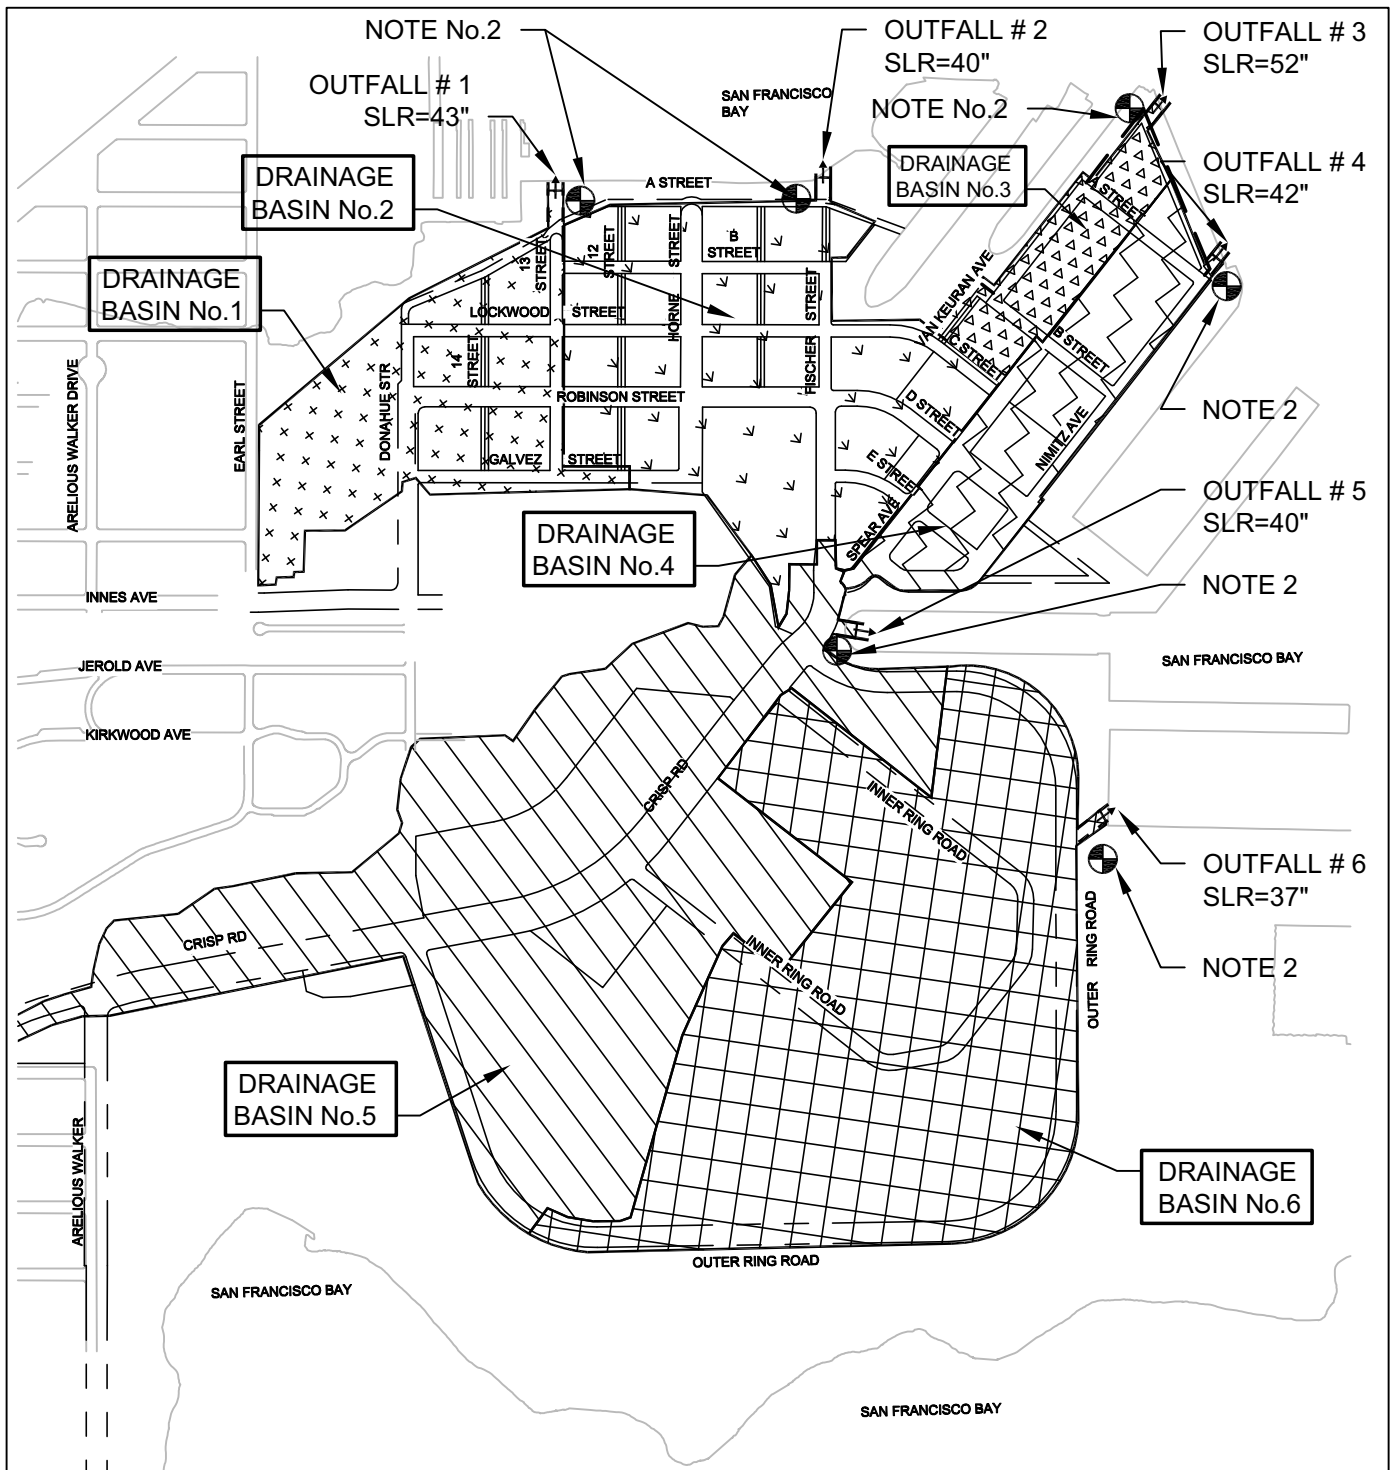 NOTE No.2
OUTFALL # 1
SLR=43"
SAN FRANCISCO
BAY
OUTFALL # 2
SLR=40"
OUTFALL # 3
SLR=52"
NOTE No.2
DRAINAGE
BASIN No.2
A STREET
DRAINAGE
BASIN No.3
OUTFALL # 4
SLR=42"
A STREET
DRAINAGE
BASIN No.1
13
STREET
12
STREET
STREET
HORNE
B
STREET
STREET
FISCHER
LOCKWOOD
STREET
VAN KEURAN AVE
C STREET
B STREET
14
STREET
ROBINSON STREET
DONAHUE STR
EARL STREET
ARELIOUS WALKER DRIVE
D STREET
NIMITZ AVE
NOTE 2
GALVEZ
STREET
E STREE
SPEAR AVE
OUTFALL # 5
SLR=40"
DRAINAGE
BASIN No.4
NOTE 2
INNES AVE
JEROLD AVE
SAN FRANCISCO BAY
KIRKWOOD AVE
CRISP RD
INNER RING ROAD
OUTFALL # 6
SLR=37"
CRISP RD
INNER RING ROAD
OUTER
RING ROAD
NOTE 2
DRAINAGE
BASIN No.5
ARELIOUS WALKER
DRAINAGE
BASIN No.6
OUTER RING ROAD
SAN FRANCISCO BAY
SAN FRANCISCO BAY